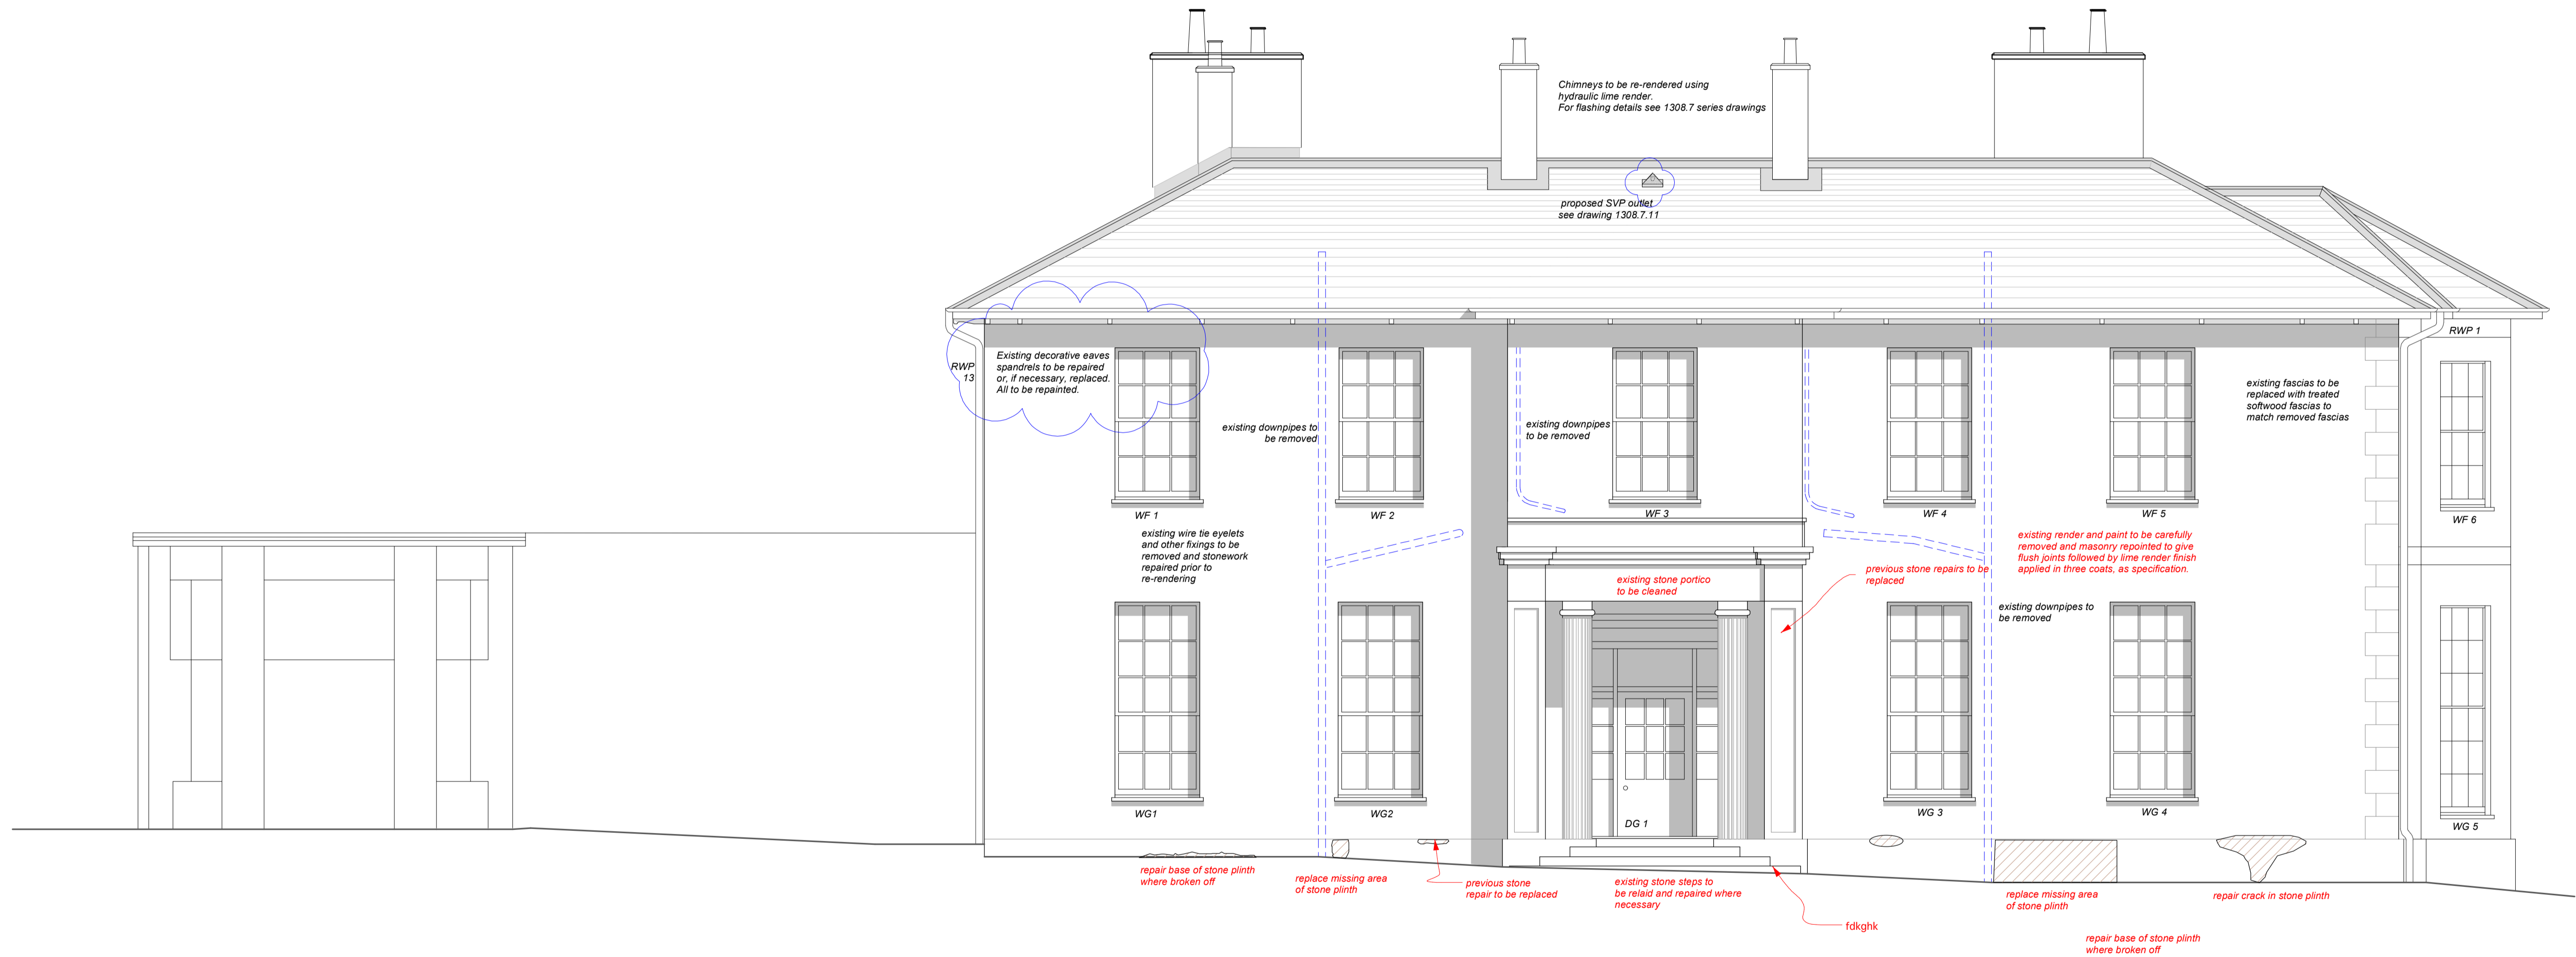 Chimneys to be re-rendered using
hydraulic lime render.
For flashing details see 1308.7 series drawings
proposed SVP outlet
see drawing 1308.7.11
RWP 1
RWP
13
Existing decorative eaves
spandrels to be repaired
or, if necessary, replaced.
All to be repainted.
existing downpipes to
be removed
existing downpipes
to be removed
existing fascias to be
replaced with treated
softwood fascias to
match removed fascias
WF 1
WF 2
WF 3
WF 4
WF 5
WF 6
existing wire tie eyelets
and other fixings to be
removed and stonework
repaired prior to
re-rendering
existing render and paint to be carefully
removed and masonry repointed to give
flush joints followed by lime render finish
applied in three coats, as specification.
existing stone portico
to be cleaned
previous stone repairs to be
replaced
existing downpipes to
be removed
WG1
WG2
DG 1
WG 3
WG 4
WG 5
repair base of stone plinth
where broken off
replace missing area
of stone plinth
previous stone
repair to be replaced
existing stone steps to
be relaid and repaired where
necessary
fdkghk
replace missing area
of stone plinth
repair crack in stone plinth
repair base of stone plinth
where broken off